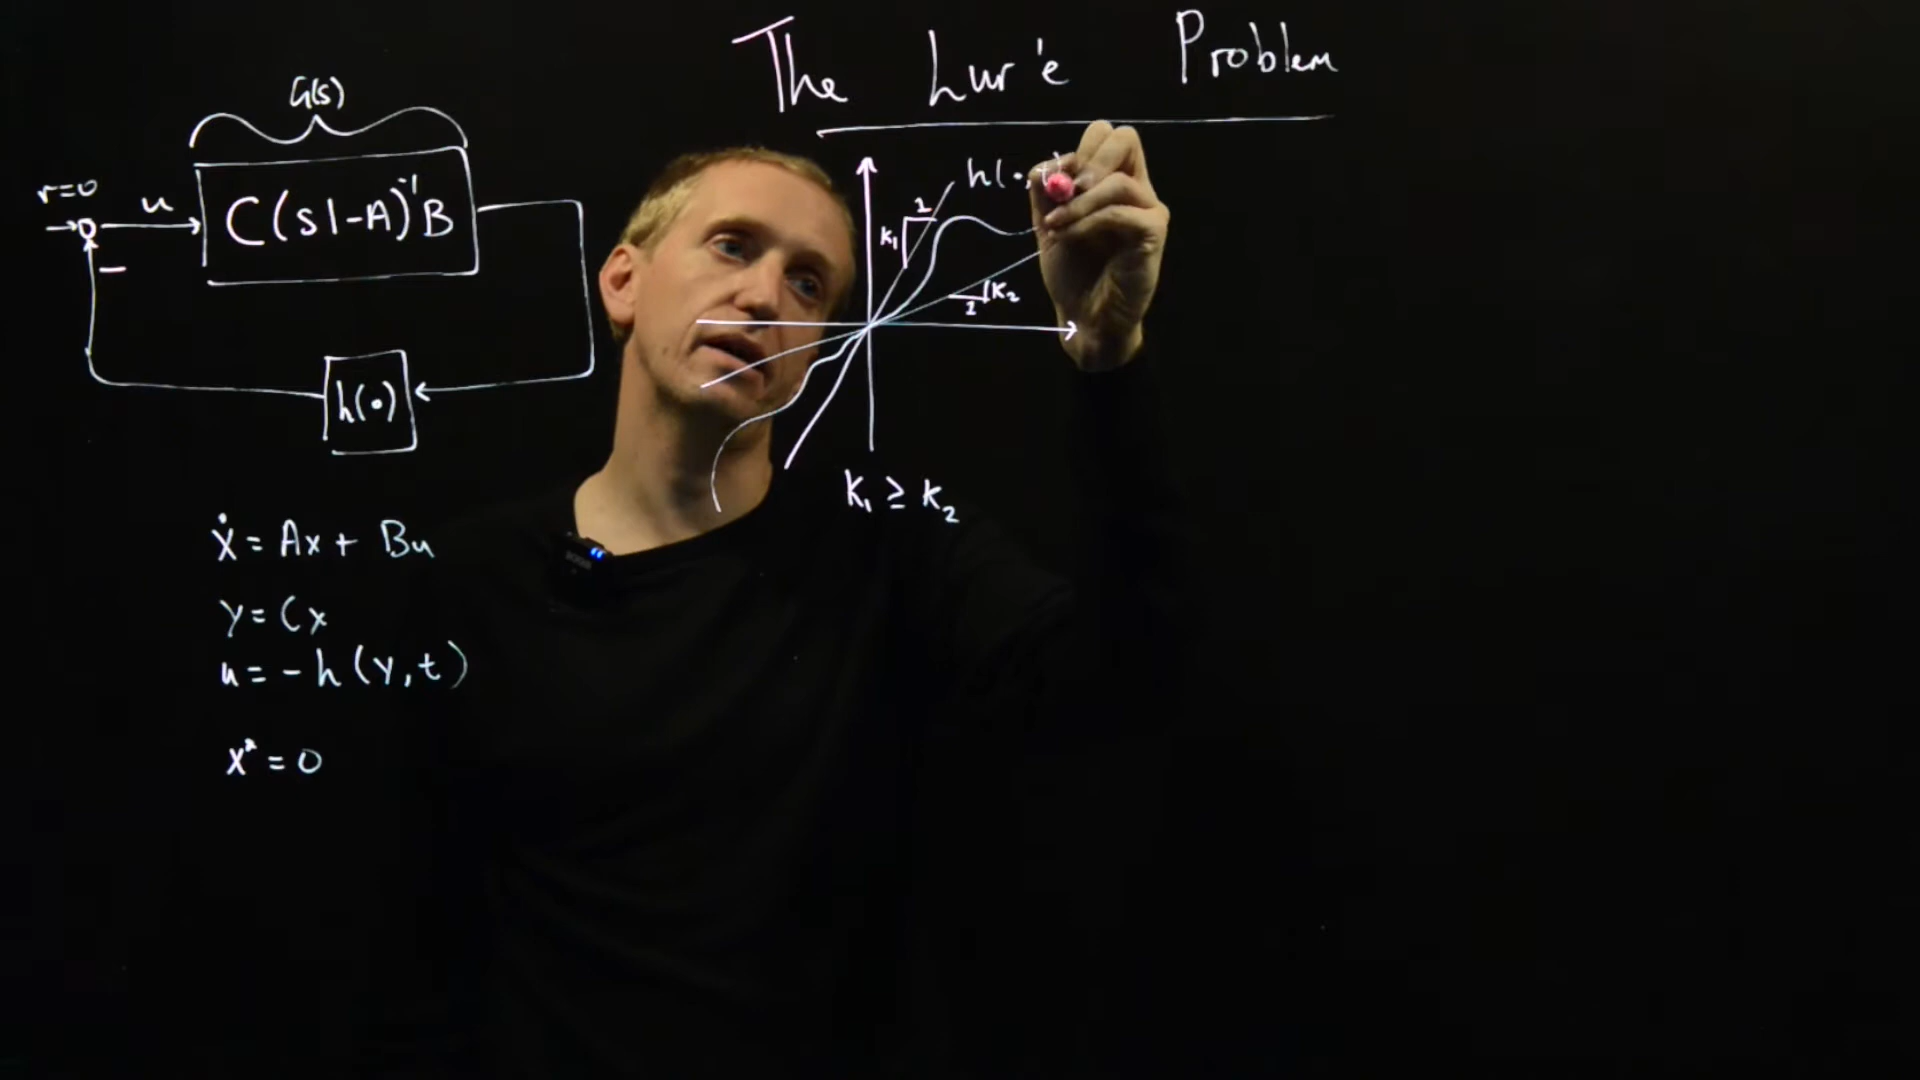 The Lur'e Problem
G(s)
r=0
u
C(sI-A)⁻¹B
−
h(•)
h(•,t)
1
K₁
K₂
1
K₁ ≥ K₂
ẋ = Ax + Bu
y = Cx
u = -h(y,t)
x* = 0